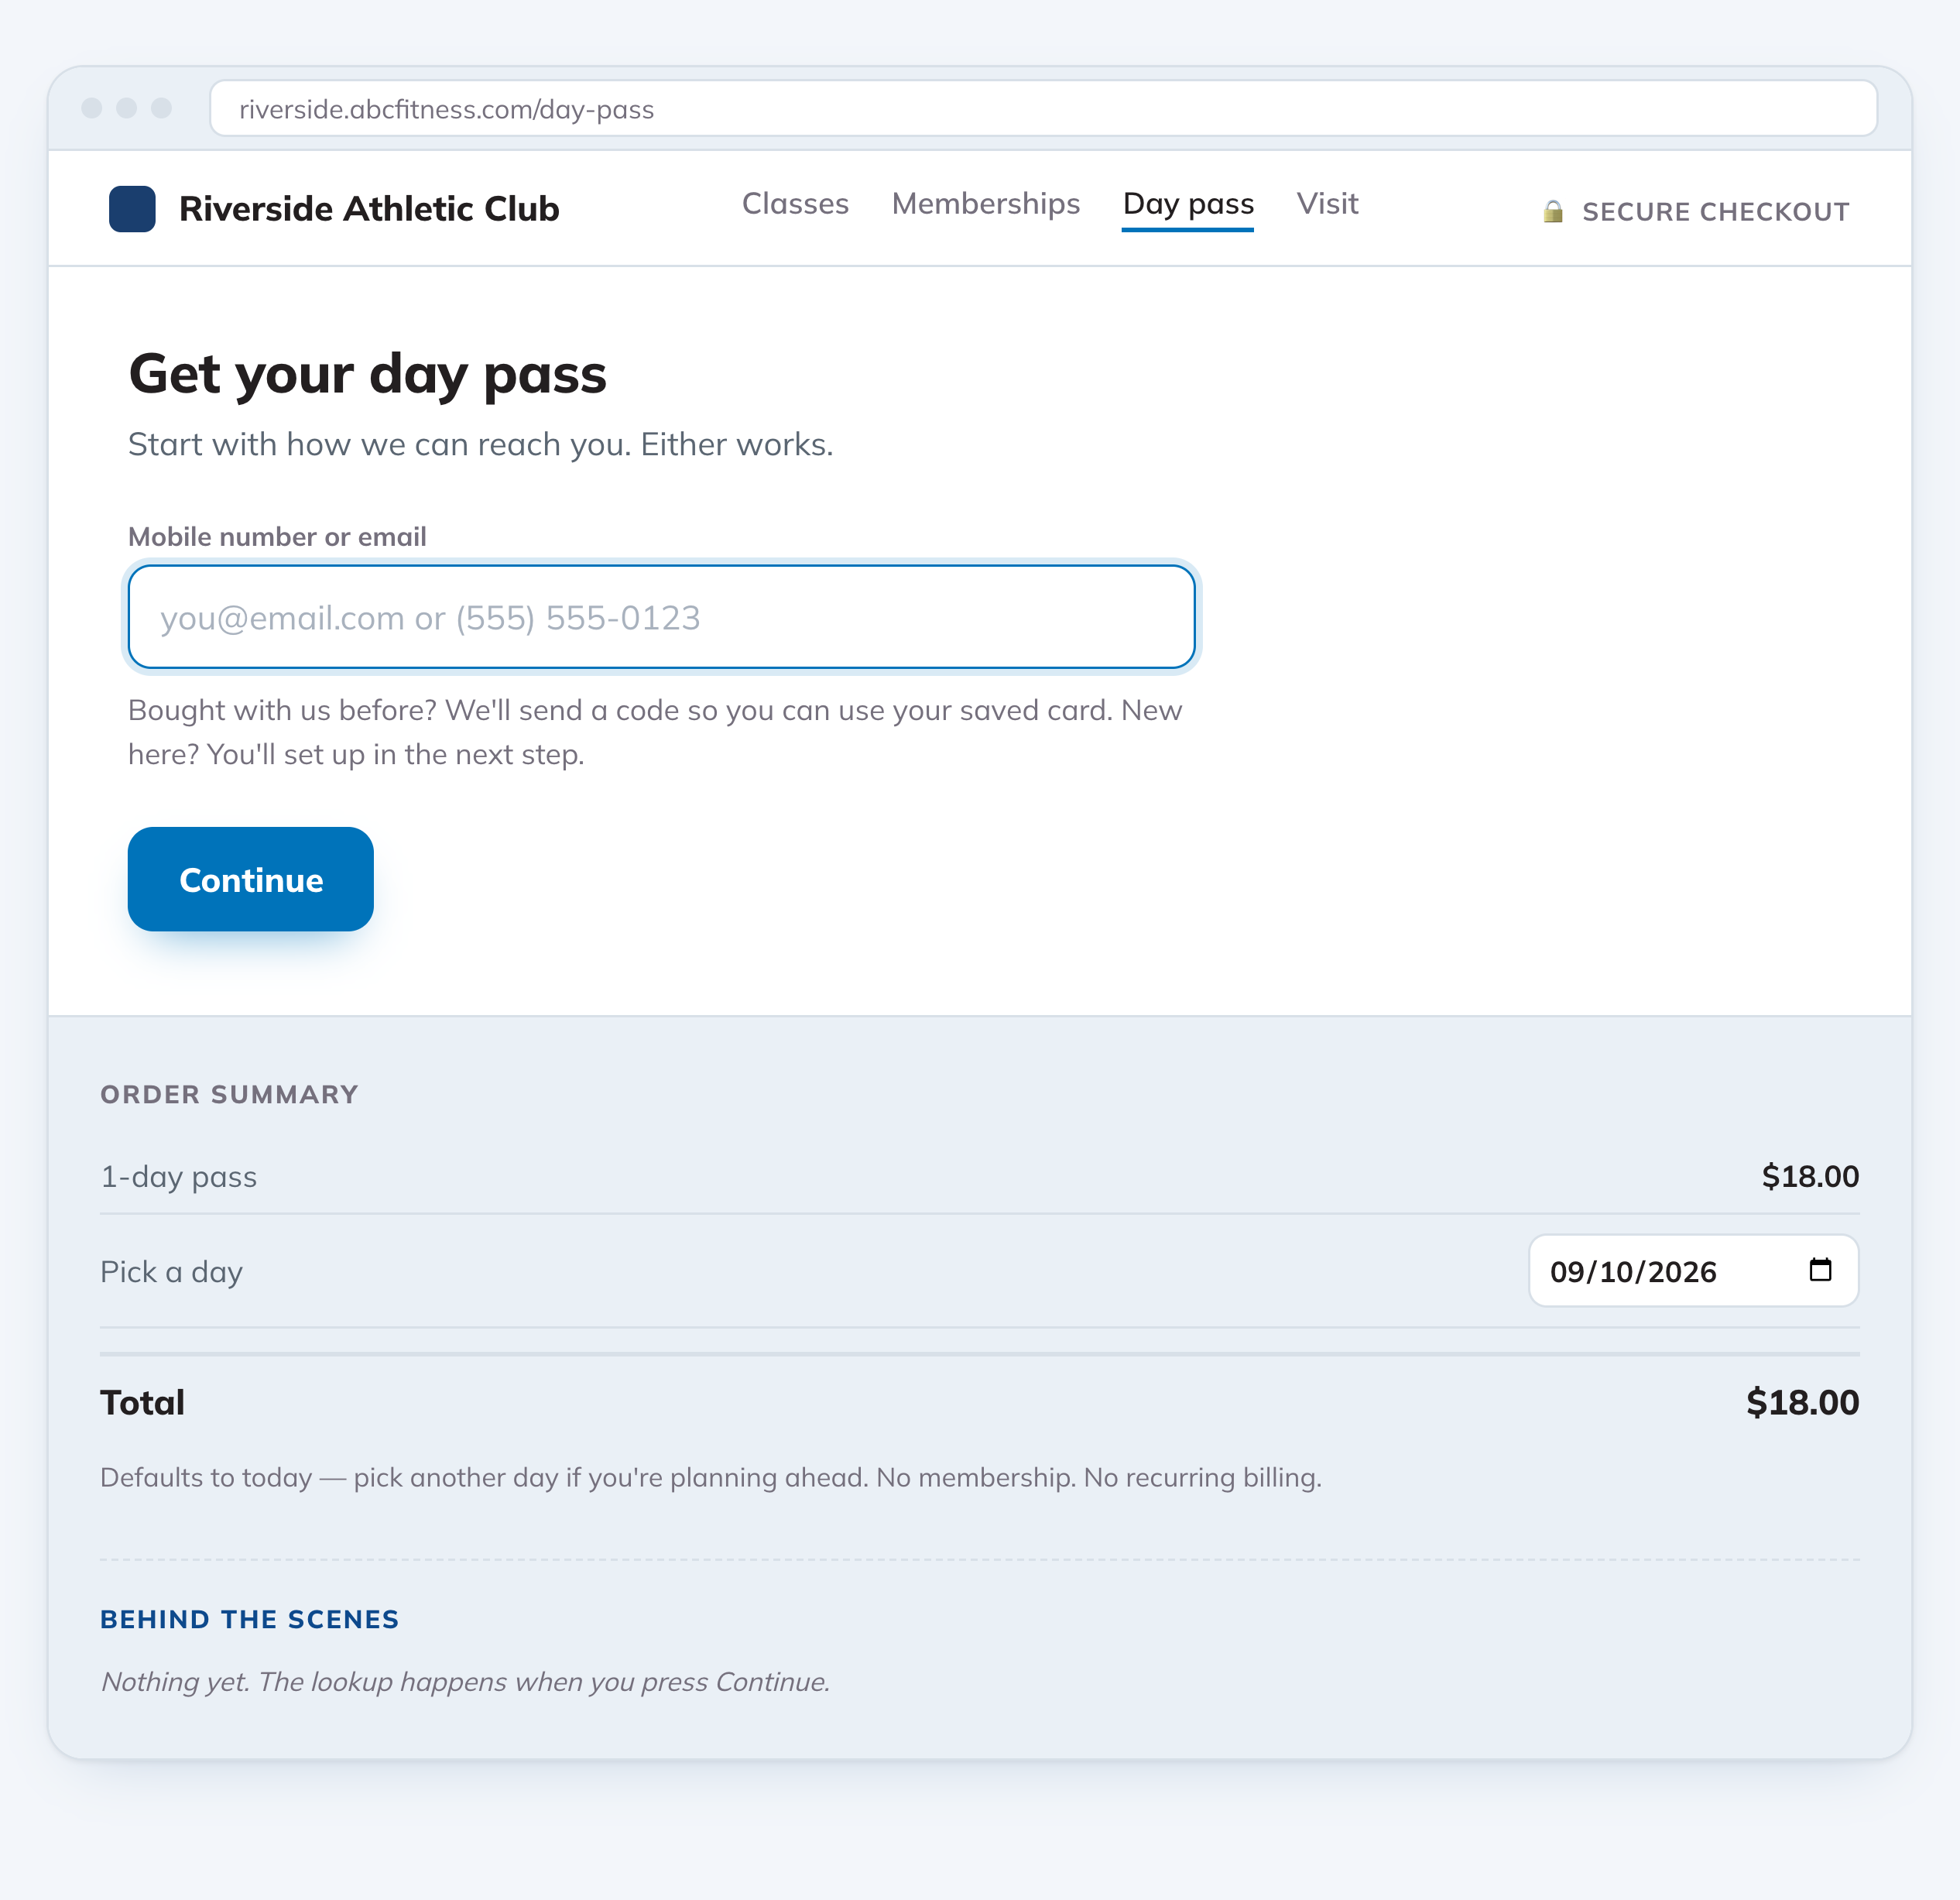 riverside.abcfitness.com/day-pass
Riverside Athletic Club
Classes Memberships Day pass Visit
🔒 SECURE CHECKOUT
Get your day pass
Start with how we can reach you. Either works.
Mobile number or email
you@email.com or (555) 555-0123
Bought with us before? We'll send a code so you can use your saved card. New
here? You'll set up in the next step.
Continue
ORDER SUMMARY
1-day pass $18.00
Pick a day 09/10/2026
Total $18.00
Defaults to today — pick another day if you're planning ahead. No membership. No recurring billing.
BEHIND THE SCENES
Nothing yet. The lookup happens when you press Continue.